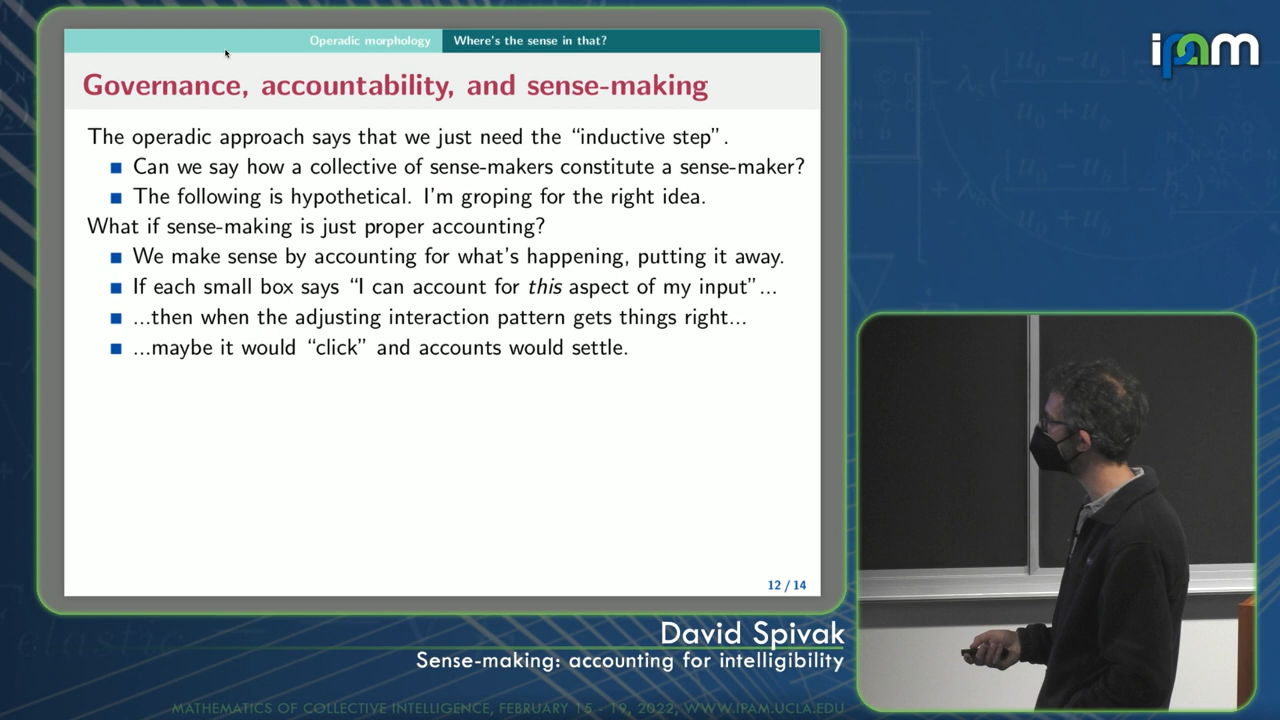 Operadic morphology Where's the sense in that?
ipam
Governance, accountability, and sense-making
The operadic approach says that we just need the “inductive step”.
Can we say how a collective of sense-makers constitute a sense-maker?
The following is hypothetical. I'm groping for the right idea.
What if sense-making is just proper accounting?
We make sense by accounting for what's happening, putting it away.
If each small box says “I can account for this aspect of my input”...
...then when the adjusting interaction pattern gets things right...
...maybe it would “click” and accounts would settle.
12 / 14
David Spivak
Sense-making: accounting for intelligibility
MATHEMATICS OF COLLECTIVE INTELLIGENCE, FEBRUARY 15 - 19, 2022, WWW.IPAM.UCLA.EDU